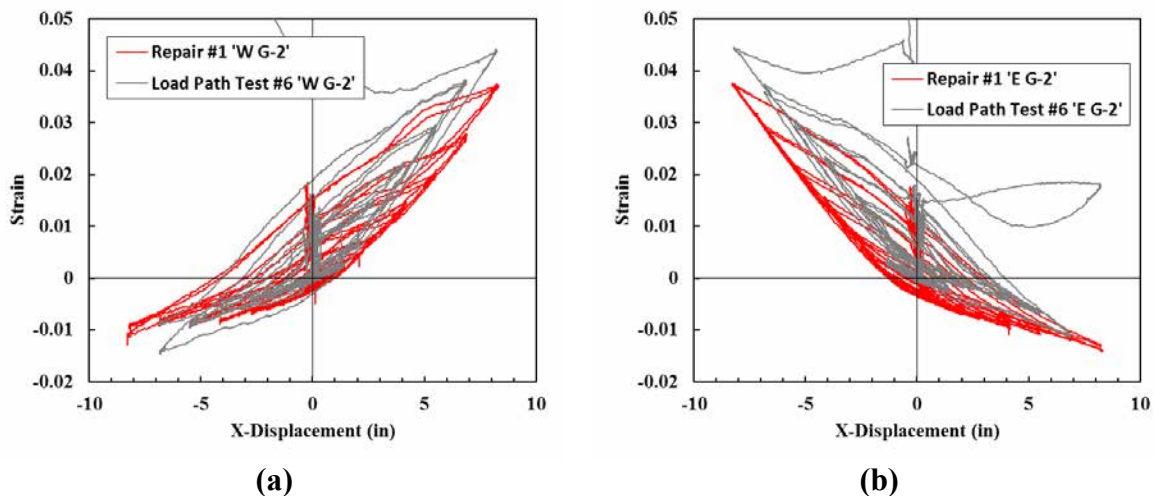 0.05
0.04
0.03
0.02
0.01
0
-0.01
-0.02
Strain
Repair #1 'W G-2'
Load Path Test #6 'W G-2'
-10 -5 0 5 10
X-Displacement (in)
(a)
0.05
0.04
0.03
0.02
0.01
0
-0.01
-0.02
Strain
Repair #1 'E G-2'
Load Path Test #6 'E G-2'
-10 -5 0 5 10
X-Displacement (in)
(b)